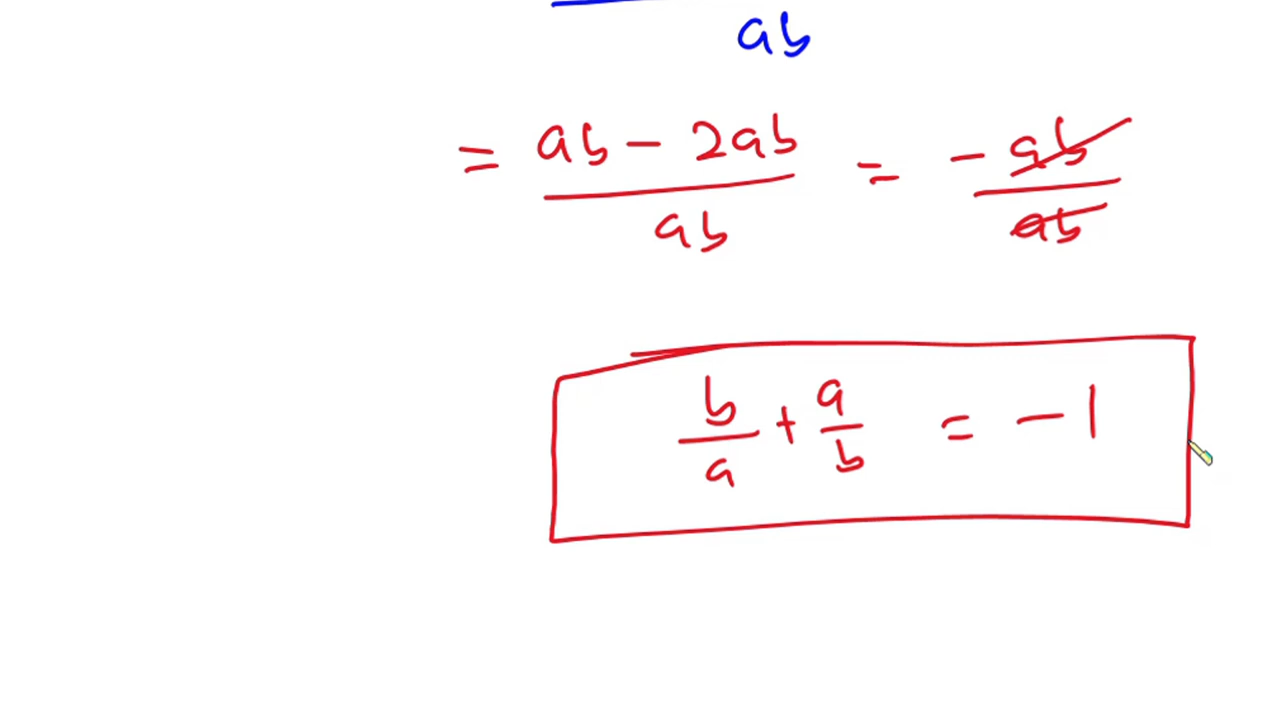 ab
= (ab - 2ab)/(ab) = (-ab)/(ab)
b/a + a/b = -1